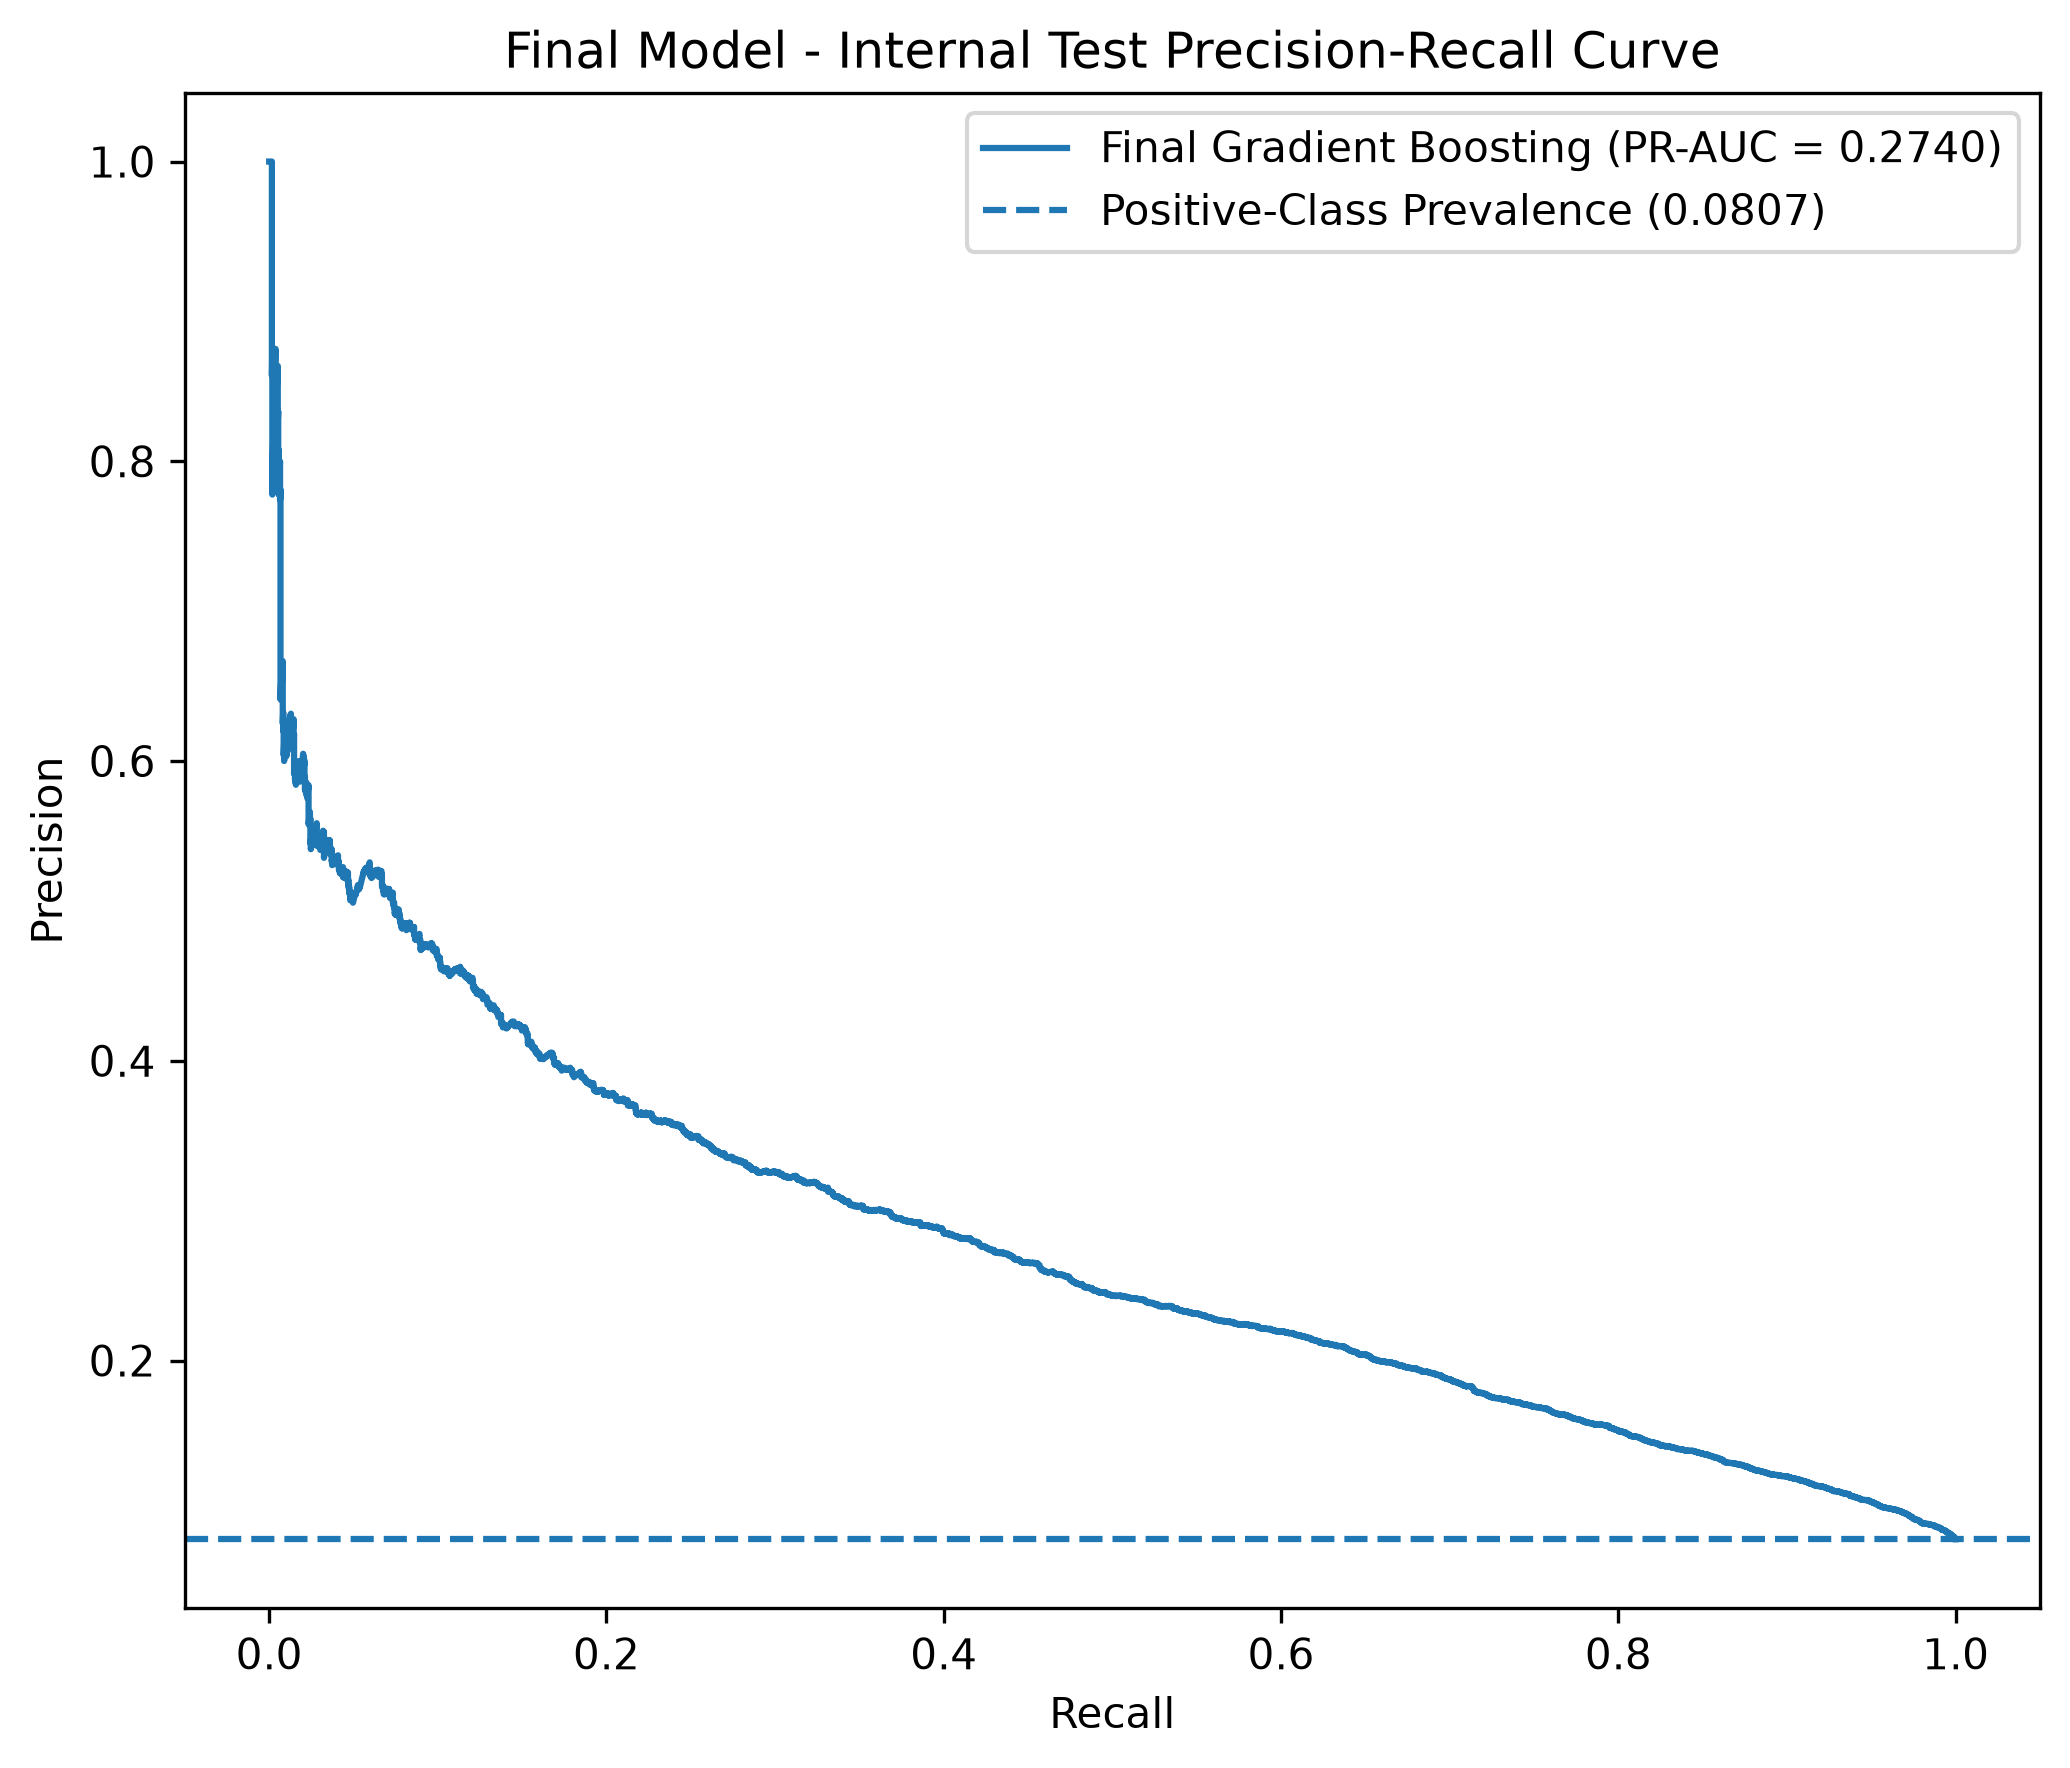 Final Model - Internal Test Precision-Recall Curve
Final Gradient Boosting (PR-AUC = 0.2740)
Positive-Class Prevalence (0.0807)
1.0
0.8
0.6
0.4
0.2
Precision
0.0 0.2 0.4 0.6 0.8 1.0
Recall